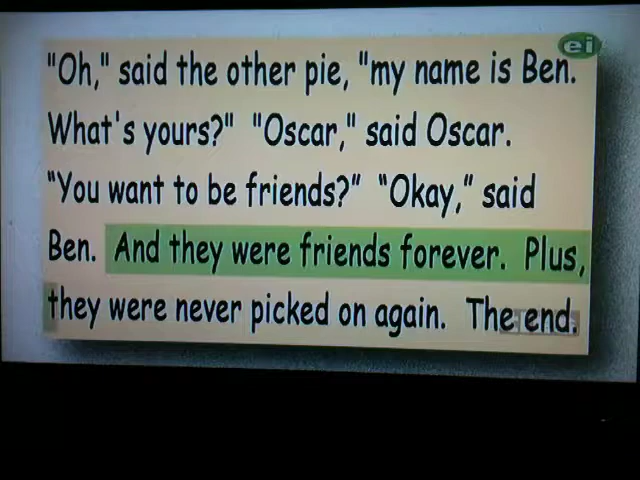 ei
"Oh," said the other pie, "my name is Ben.
What's yours?" "Oscar," said Oscar.
"You want to be friends?" "Okay," said
Ben. And they were friends forever. Plus,
they were never picked on again. The end.